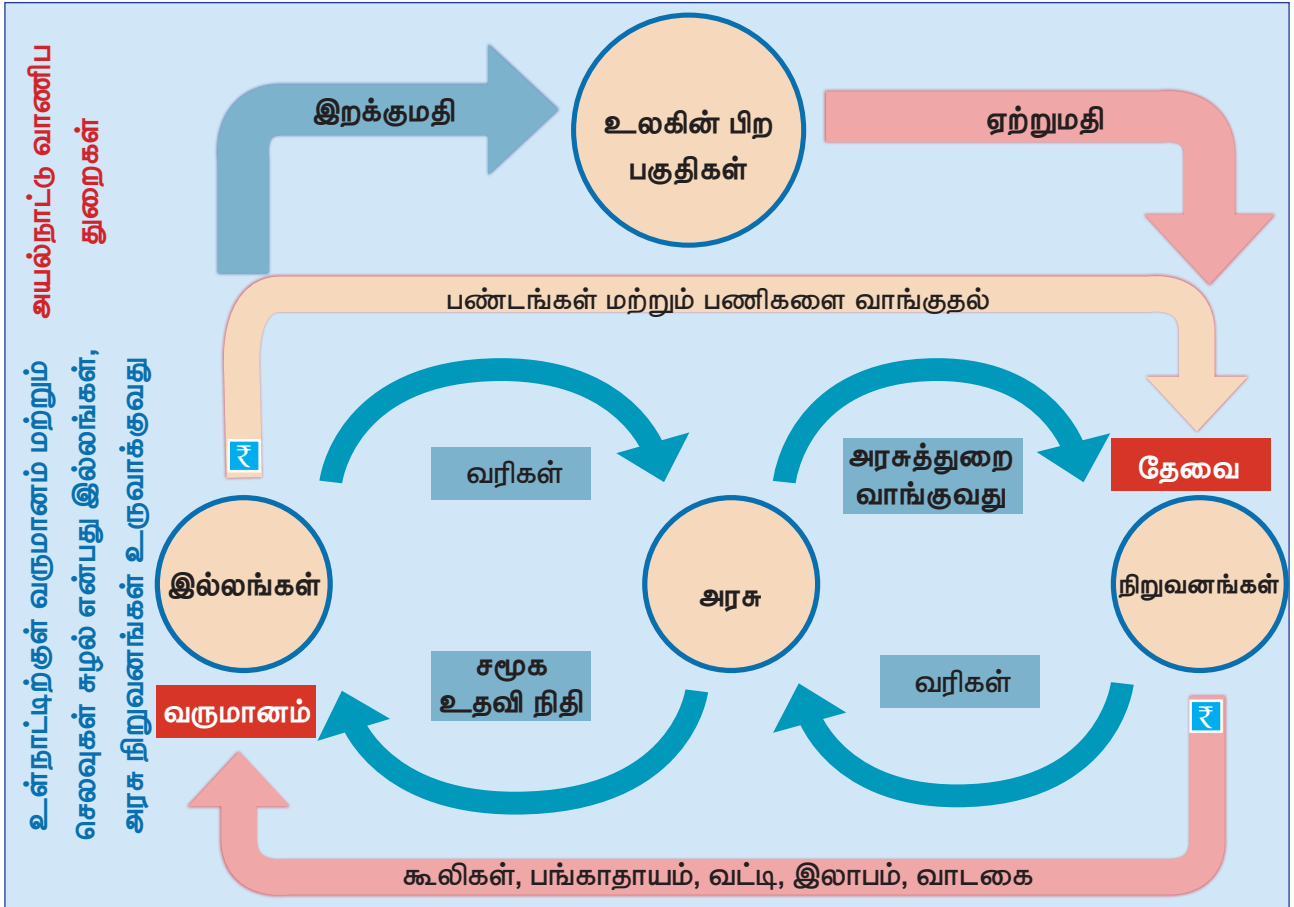 அயல்நாட்டு வாணிப
துறைகள்
இறக்குமதி
உலகின் பிற
பகுதிகள்
ஏற்றுமதி
பண்டங்கள் மற்றும் பணிகளை வாங்குதல்
உள்நாட்டிற்குள் வருமானம் மற்றும்
செலவுகள் சுழல் என்பது இல்லங்கள்,
அரசு நிறுவனங்கள் உருவாக்குவது
₹
வரிகள்
அரசுத்துறை
வாங்குவது
தேவை
இல்லங்கள்
அரசு
நிறுவனங்கள்
சமூக
உதவி நிதி
வரிகள்
வருமானம்
₹
கூலிகள், பங்காதாயம், வட்டி, இலாபம், வாடகை